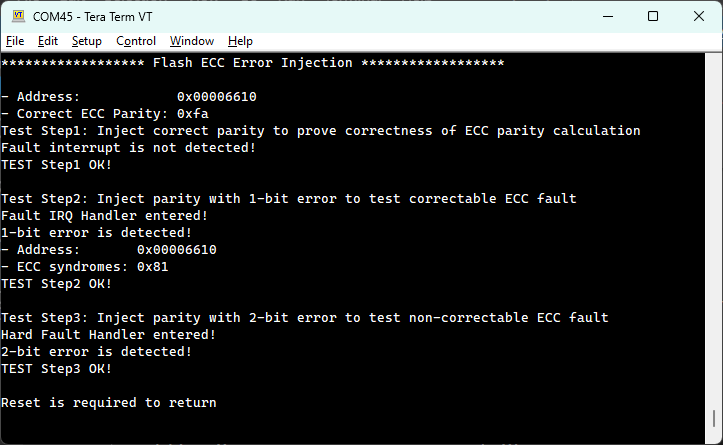 COM45 - Tera Term VT
File Edit Setup Control Window Help
****************** Flash ECC Error Injection ******************
- Address: 0x00006610
- Correct ECC Parity: 0xfa
Test Step1: Inject correct parity to prove correctness of ECC parity calculation
Fault interrupt is not detected!
TEST Step1 OK!
Test Step2: Inject parity with 1-bit error to test correctable ECC fault
Fault IRQ Handler entered!
1-bit error is detected!
- Address: 0x00006610
- ECC syndromes: 0x81
TEST Step2 OK!
Test Step3: Inject parity with 2-bit error to test non-correctable ECC fault
Hard Fault Handler entered!
2-bit error is detected!
TEST Step3 OK!
Reset is required to return